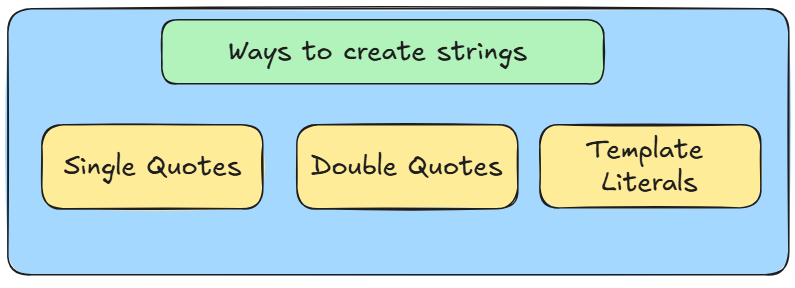 Ways to create strings
Single Quotes
Double Quotes
Template
Literals